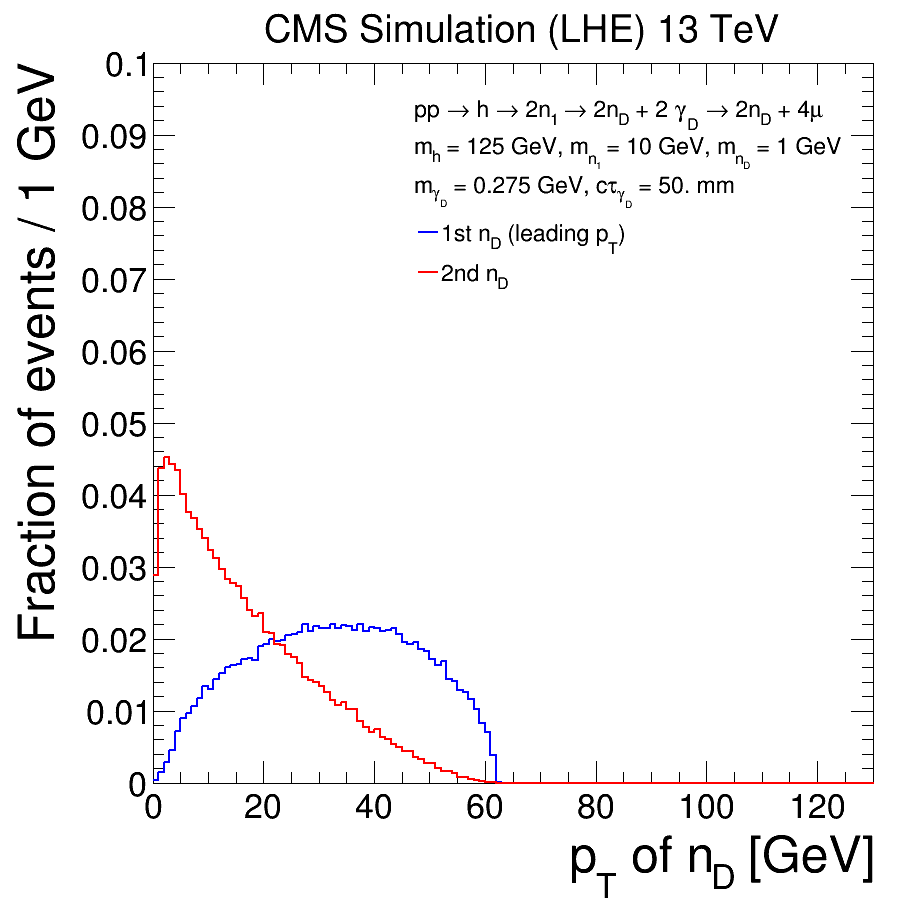 CMS Simulation (LHE) 13 TeV
Fraction of events / 1 GeV
0.1
0.09
0.08
0.07
0.06
0.05
0.04
0.03
0.02
0.01
0
pp → h → 2n1 → 2nD + 2 γD → 2nD + 4μ
mh = 125 GeV, mn1 = 10 GeV, mnD = 1 GeV
mγD = 0.275 GeV, cτγD = 50. mm
1st nD (leading pT)
2nd nD
0 20 40 60 80 100 120
pT of nD [GeV]